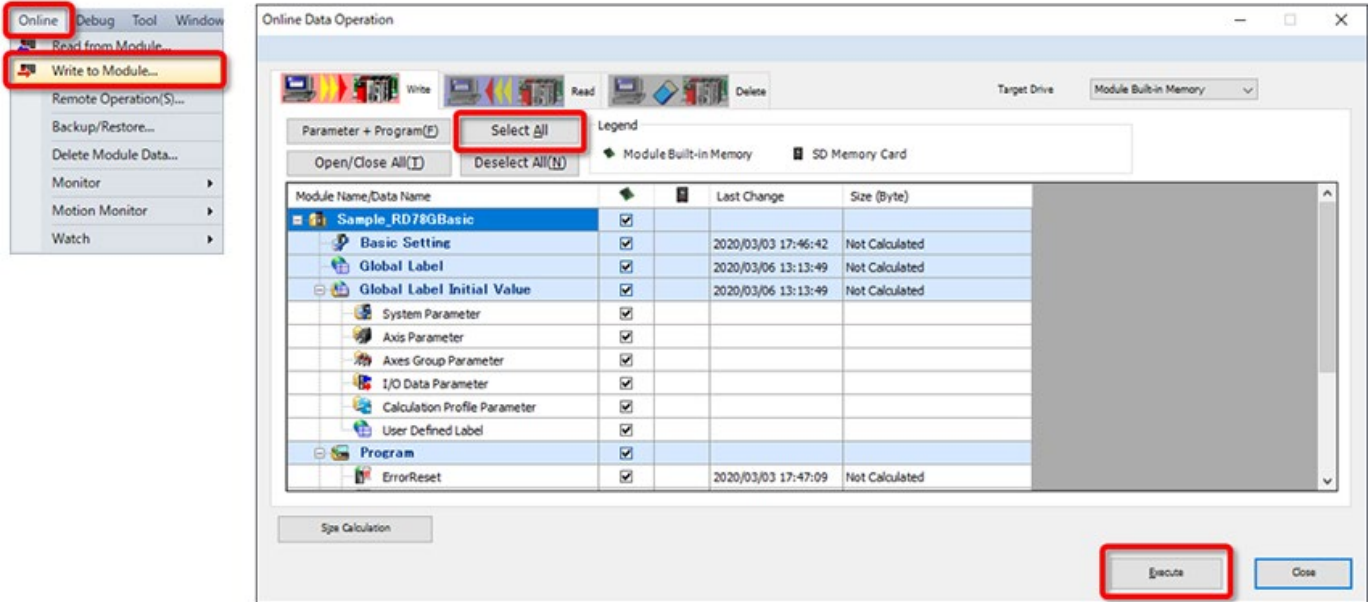 Online Debug Tool Window
Read from Module...
Write to Module...
Remote Operation(S)...
Backup/Restore...
Delete Module Data...
Monitor
Motion Monitor
Watch
Online Data Operation
Write Read Delete Target Drive Module Built-in Memory
Parameter + Program(F) Select All Legend
Module Built-in Memory SD Memory Card
Open/Close All(T) Deselect All(N)
Module Name/Data Name Last Change Size (Byte)
Sample_RD78GBasic
Basic Setting 2020/03/03 17:46:42 Not Calculated
Global Label 2020/03/06 13:13:49 Not Calculated
Global Label Initial Value 2020/03/06 13:13:49 Not Calculated
System Parameter
Axis Parameter
Axes Group Parameter
I/O Data Parameter
Calculation Profile Parameter
User Defined Label
Program
ErrorReset 2020/03/03 17:47:09 Not Calculated
Size Calculation
Execute Close